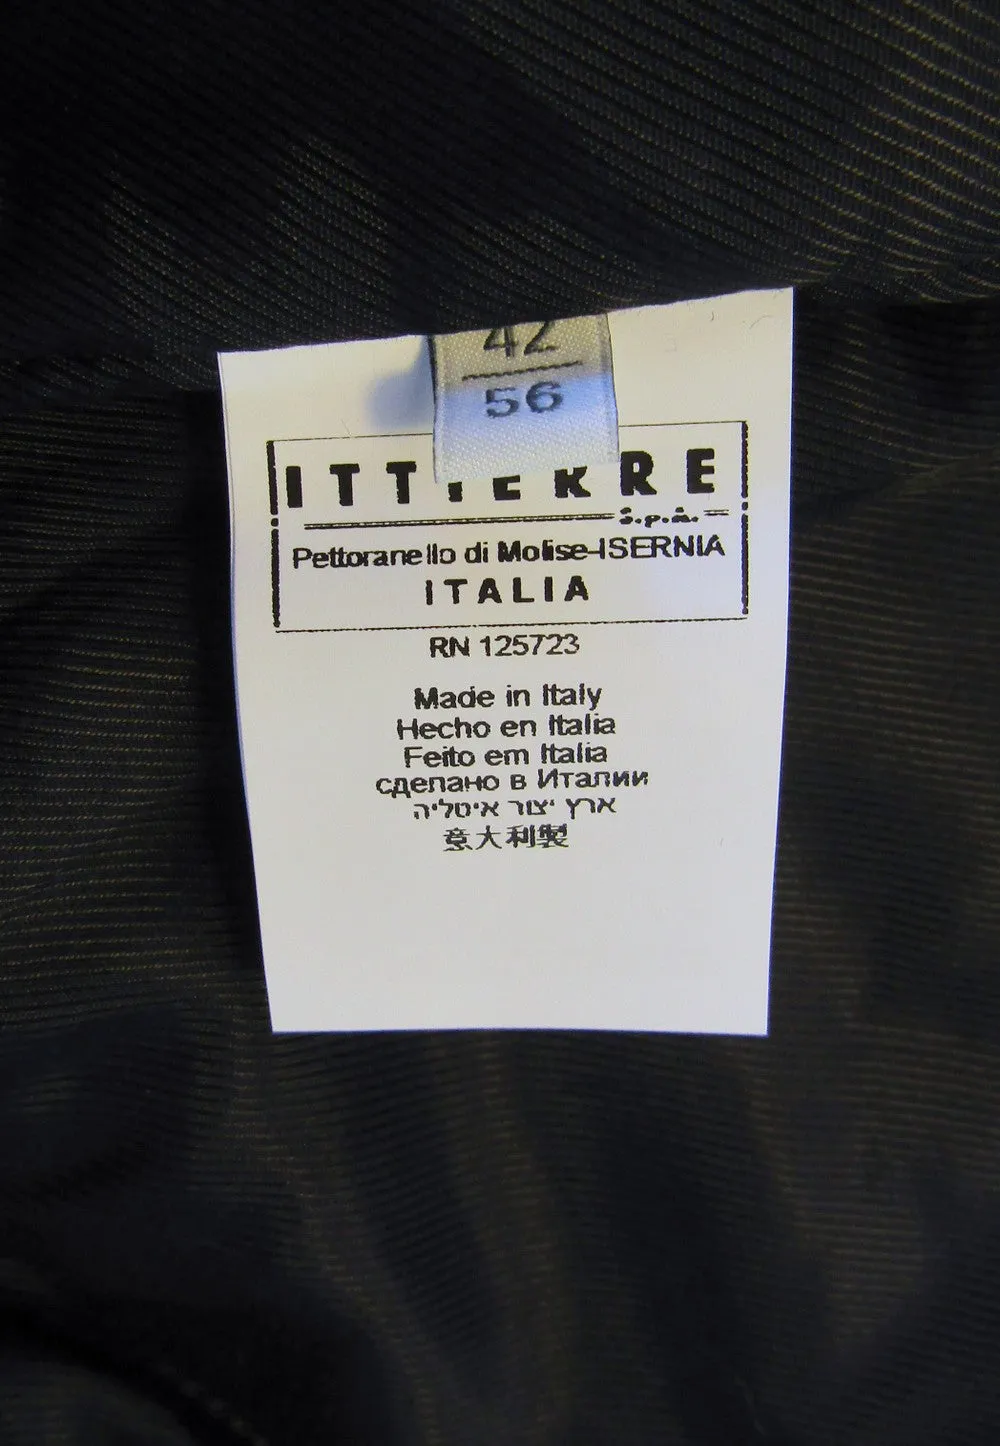 42
56
ITTIERRE
S.p.A.
Pettoranello di Molise-ISERNIA
ITALIA
RN 125723
Made in Italy
Hecho en Italia
Feito em Italia
сделано в Италии
ארץ יצור איטליה
意大利製